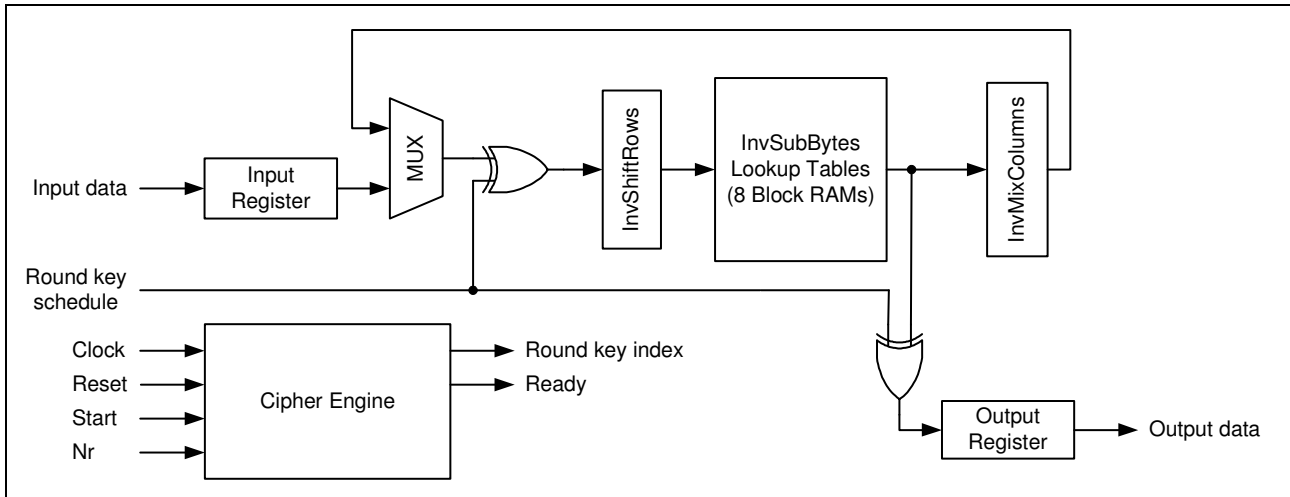 Input data
Input
Register
MUX
InvShiftRows
InvSubBytes
Lookup Tables
(8 Block RAMs)
InvMixColumns
Round key
schedule
Clock
Reset
Start
Nr
Cipher Engine
Round key index
Ready
Output
Register
Output data